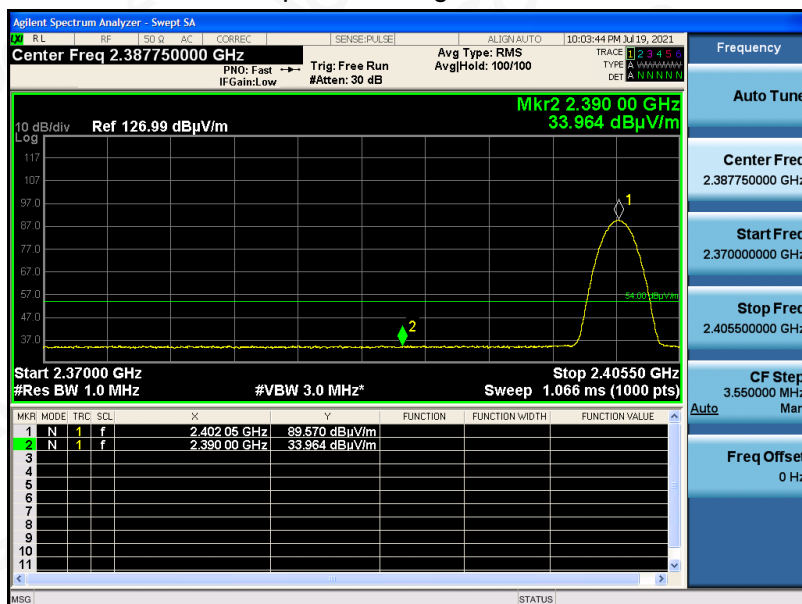 Agilent Spectrum Analyzer - Swept SA
LXI RL RF 50 Ω AC CORREC SENSE:PULSE ALIGN AUTO 10:03:44 PM Jul 19, 2021
Center Freq 2.387750000 GHz
PNO: Fast
IFGain:Low
Trig: Free Run
#Atten: 30 dB
Avg Type: RMS
Avg|Hold: 100/100
TRACE 1 2 3 4 5 6
TYPE A WWWWW
DET A N N N N N
Mkr2 2.390 00 GHz
33.964 dBµV/m
10 dB/div Ref 126.99 dBµV/m
Log
117
107
97.0
87.0
77.0
67.0
57.0
47.0
37.0
1
2
54.00 dBµV/m
Start 2.37000 GHz Stop 2.40550 GHz
#Res BW 1.0 MHz #VBW 3.0 MHz* Sweep 1.066 ms (1000 pts)
MKR MODE TRC SCL X Y FUNCTION FUNCTION WIDTH FUNCTION VALUE
1 N 1 f 2.402 05 GHz 89.570 dBµV/m
2 N 1 f 2.390 00 GHz 33.964 dBµV/m
3
4
5
6
7
8
9
10
11
MSG STATUS
Frequency
Auto Tune
Center Freq
2.387750000 GHz
Start Freq
2.370000000 GHz
Stop Freq
2.405500000 GHz
CF Step
3.550000 MHz
Auto Man
Freq Offset
0 Hz